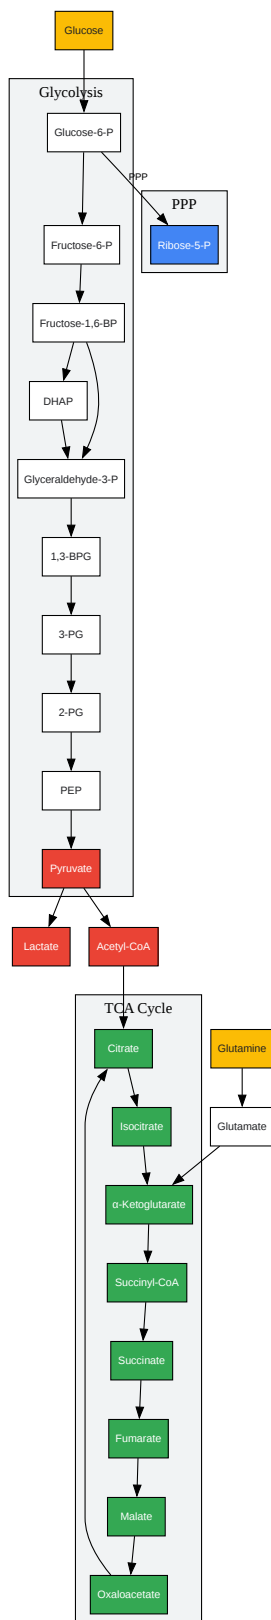 Glucose
Glycolysis
Glucose-6-P
PPP
PPP
Fructose-6-P
Ribose-5-P
Fructose-1,6-BP
DHAP
Glyceraldehyde-3-P
1,3-BPG
3-PG
2-PG
PEP
Pyruvate
Lactate
Acetyl-CoA
TCA Cycle
Citrate
Glutamine
Isocitrate
Glutamate
α-Ketoglutarate
Succinyl-CoA
Succinate
Fumarate
Malate
Oxaloacetate